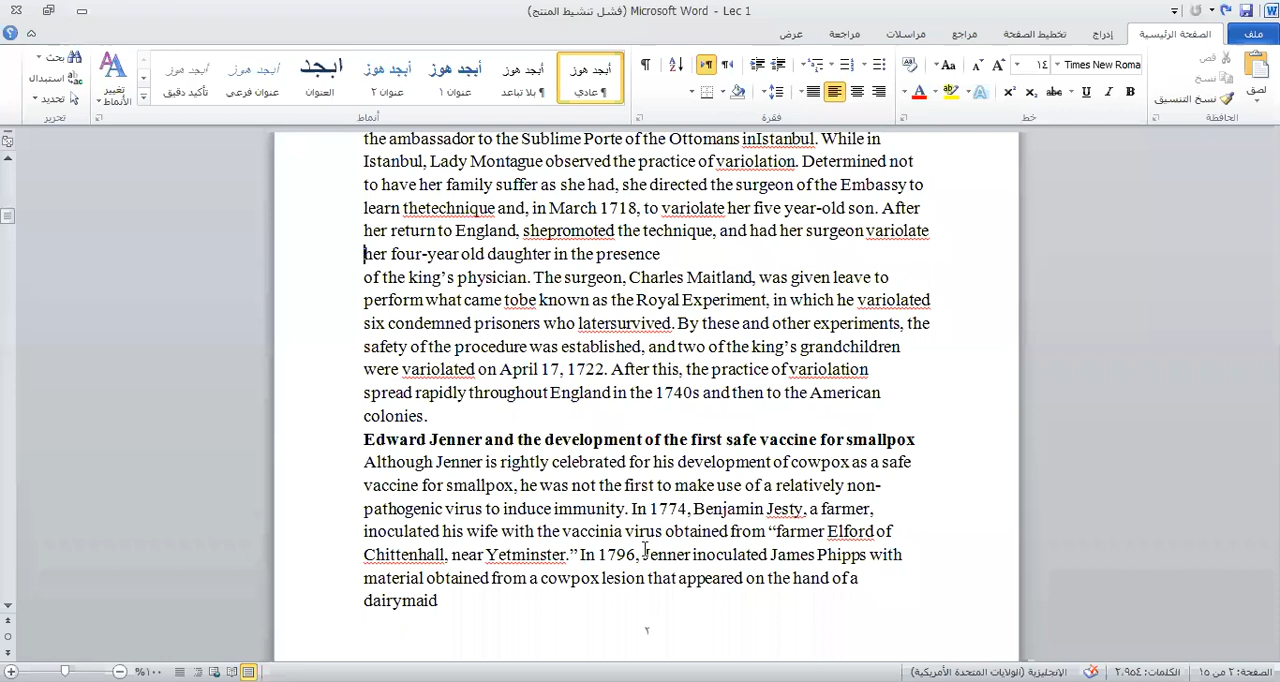 Microsoft Word - Lec 1 (فشل تنشيط المنتج)
ملف الصفحة الرئيسية إدراج تخطيط الصفحة مراجع مراسلات مراجعة عرض
لصق
قص
نسخ
نسخ التنسيق
الحافظة
Times New Roma ١٤
خط
فقرة
أبجد هوز
¶ عادي
أبجد هوز
¶ بلا تباعد
أبجد هوز
عنوان ١
أبجد هوز
عنوان ٢
أبجد
العنوان
أبجد هوز
عنوان فرعي
أبجد هوز
تأكيد دقيق
تغيير الأنماط
أنماط
بحث
استبدال
تحديد
تحرير
the ambassador to the Sublime Porte of the Ottomans inIstanbul. While in
Istanbul, Lady Montague observed the practice of variolation. Determined not
to have her family suffer as she had, she directed the surgeon of the Embassy to
learn thetechnique and, in March 1718, to variolate her five year-old son. After
her return to England, shepromoted the technique, and had her surgeon variolate
her four-year old daughter in the presence
of the king’s physician. The surgeon, Charles Maitland, was given leave to
perform what came tobe known as the Royal Experiment, in which he variolated
six condemned prisoners who latersurvived. By these and other experiments, the
safety of the procedure was established, and two of the king’s grandchildren
were variolated on April 17, 1722. After this, the practice of variolation
spread rapidly throughout England in the 1740s and then to the American
colonies.
Edward Jenner and the development of the first safe vaccine for smallpox
Although Jenner is rightly celebrated for his development of cowpox as a safe
vaccine for smallpox, he was not the first to make use of a relatively non-
pathogenic virus to induce immunity. In 1774, Benjamin Jesty, a farmer,
inoculated his wife with the vaccinia virus obtained from “farmer Elford of
Chittenhall, near Yetminster.” In 1796, Jenner inoculated James Phipps with
material obtained from a cowpox lesion that appeared on the hand of a
dairymaid
٢
الصفحة: ٢ من ١٥ الكلمات: ٢،٩٥٤ الإنجليزية (الولايات المتحدة الأمريكية)
%١٠٠